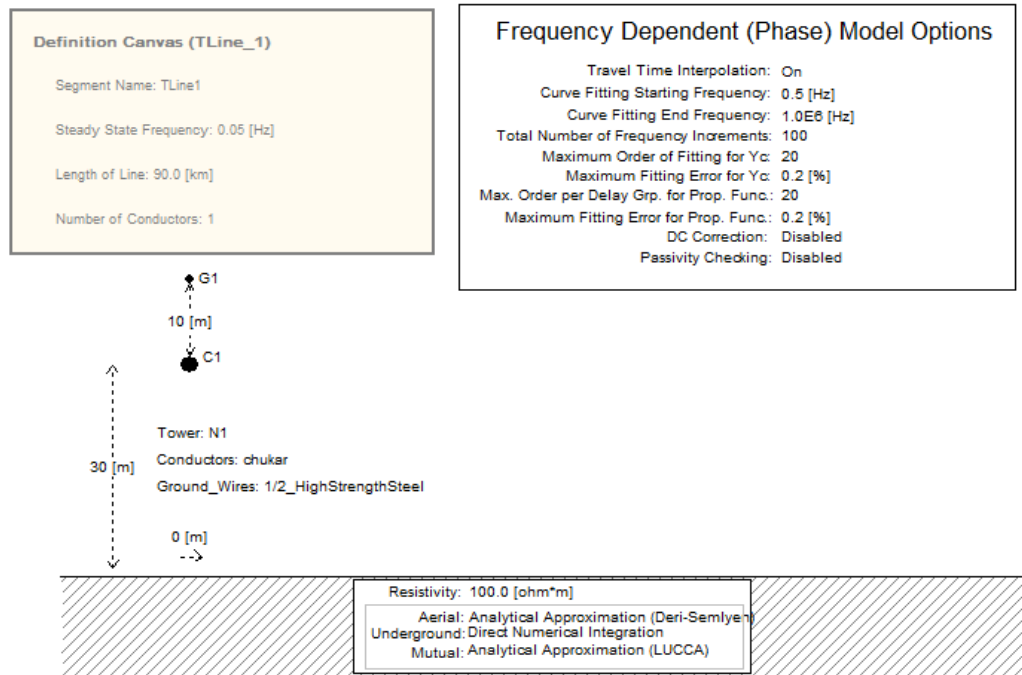 Definition Canvas (TLine_1)
Segment Name: TLine1
Steady State Frequency: 0.05 [Hz]
Length of Line: 90.0 [km]
Number of Conductors: 1
Frequency Dependent (Phase) Model Options
Travel Time Interpolation: On
Curve Fitting Starting Frequency: 0.5 [Hz]
Curve Fitting End Frequency: 1.0E6 [Hz]
Total Number of Frequency Increments: 100
Maximum Order of Fitting for Yc: 20
Maximum Fitting Error for Yc: 0.2 [%]
Max. Order per Delay Grp. for Prop. Func.: 20
Maximum Fitting Error for Prop. Func.: 0.2 [%]
DC Correction: Disabled
Passivity Checking: Disabled
G1
10 [m]
C1
30 [m]
Tower: N1
Conductors: chukar
Ground_Wires: 1/2_HighStrengthSteel
0 [m]
Resistivity: 100.0 [ohm*m]
Aerial: Analytical Approximation (Deri-Semlyen)
Underground: Direct Numerical Integration
Mutual: Analytical Approximation (LUCCA)